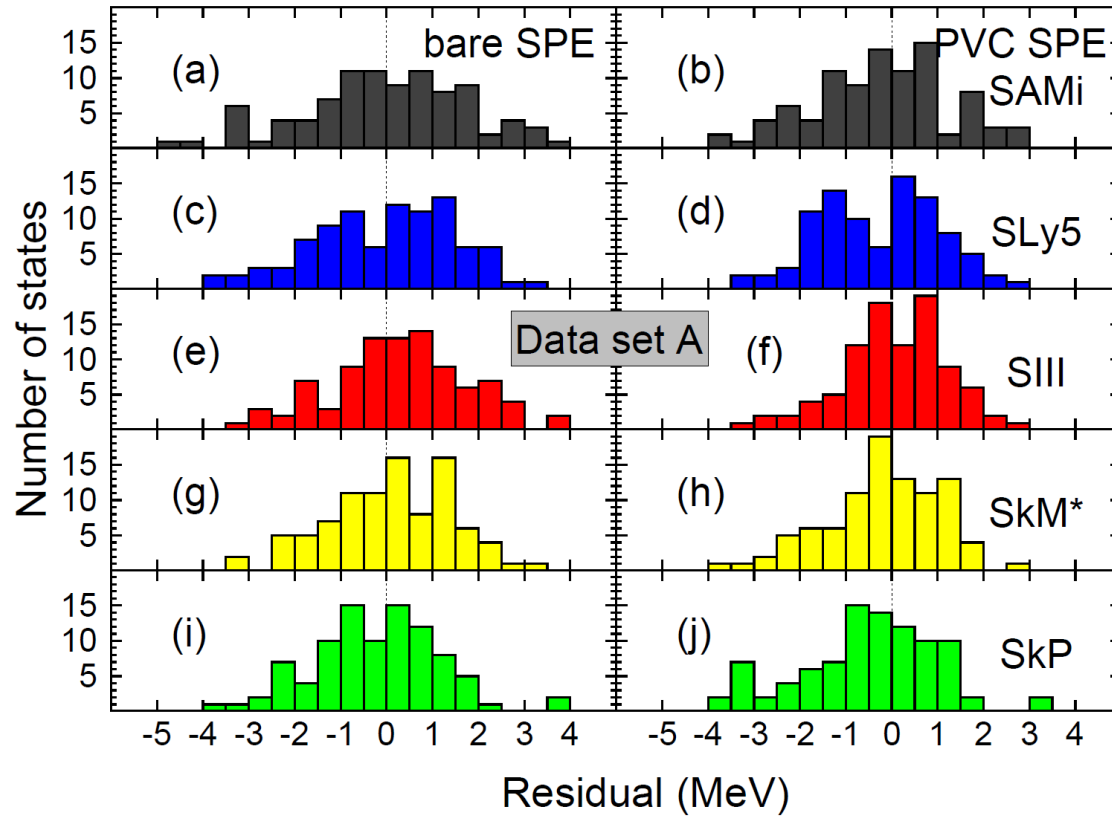 15
10
5
(a)
bare SPE
(b)
PVC SPE
SAMi
15
10
5
(c)
(d)
SLy5
15
10
5
(e)
Data set A
(f)
SIII
15
10
5
(g)
(h)
SkM*
15
10
5
(i)
(j)
SkP
Number of states
-5 -4 -3 -2 -1 0 1 2 3 4
-5 -4 -3 -2 -1 0 1 2 3 4
Residual (MeV)